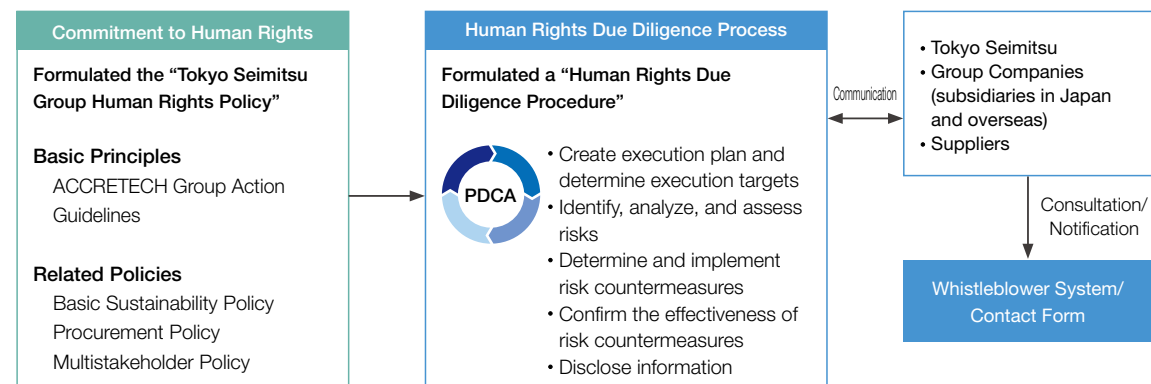 Commitment to Human Rights
Formulated the “Tokyo Seimitsu
Group Human Rights Policy”
Basic Principles
ACCRETECH Group Action
Guidelines
Related Policies
Basic Sustainability Policy
Procurement Policy
Multistakeholder Policy
Human Rights Due Diligence Process
Formulated a “Human Rights Due
Diligence Procedure”
PDCA
• Create execution plan and
determine execution targets
• Identify, analyze, and assess
risks
• Determine and implement
risk countermeasures
• Confirm the effectiveness of
risk countermeasures
• Disclose information
Communication
• Tokyo Seimitsu
• Group Companies
(subsidiaries in Japan
and overseas)
• Suppliers
Consultation/
Notification
Whistleblower System/
Contact Form